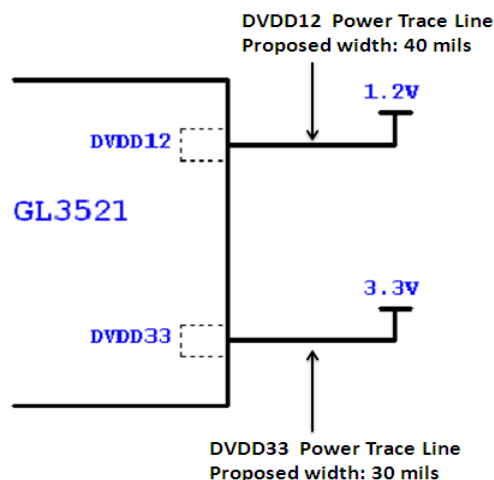 DVDD12 Power Trace Line
Proposed width: 40 mils
1.2V
DVDD12
GL3521
3.3V
DVDD33
DVDD33 Power Trace Line
Proposed width: 30 mils